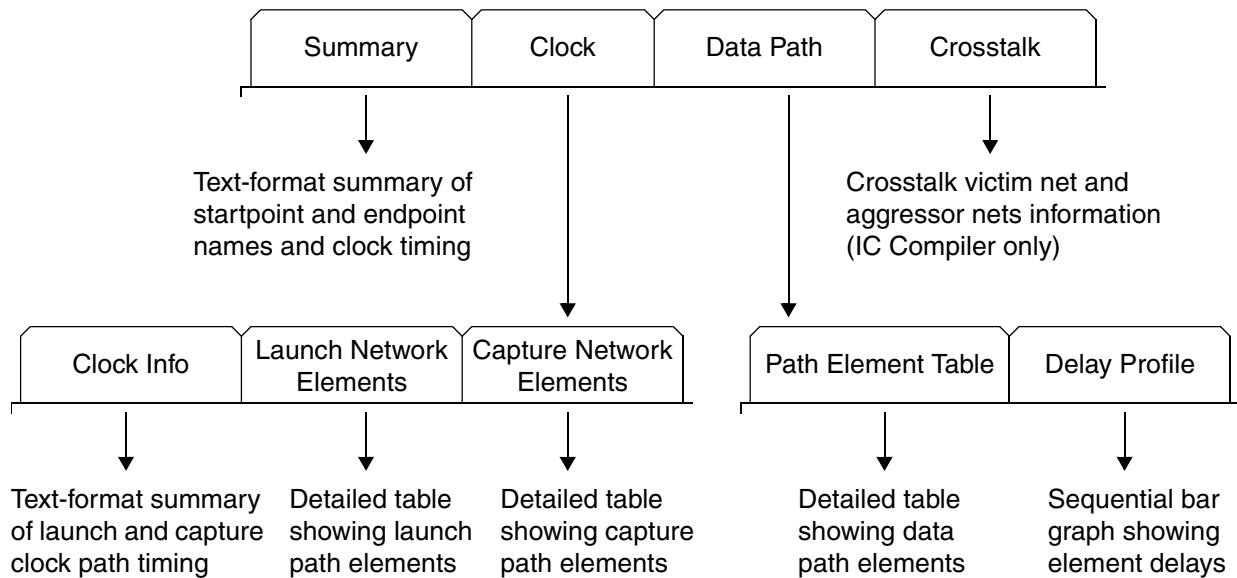 Summary
Clock
Data Path
Crosstalk
Text-format summary of
startpoint and endpoint
names and clock timing
Crosstalk victim net and
aggressor nets information
(IC Compiler only)
Clock Info
Launch Network
Elements
Capture Network
Elements
Path Element Table
Delay Profile
Text-format summary
of launch and capture
clock path timing
Detailed table
showing launch
path elements
Detailed table
showing capture
path elements
Detailed table
showing data
path elements
Sequential bar
graph showing
element delays